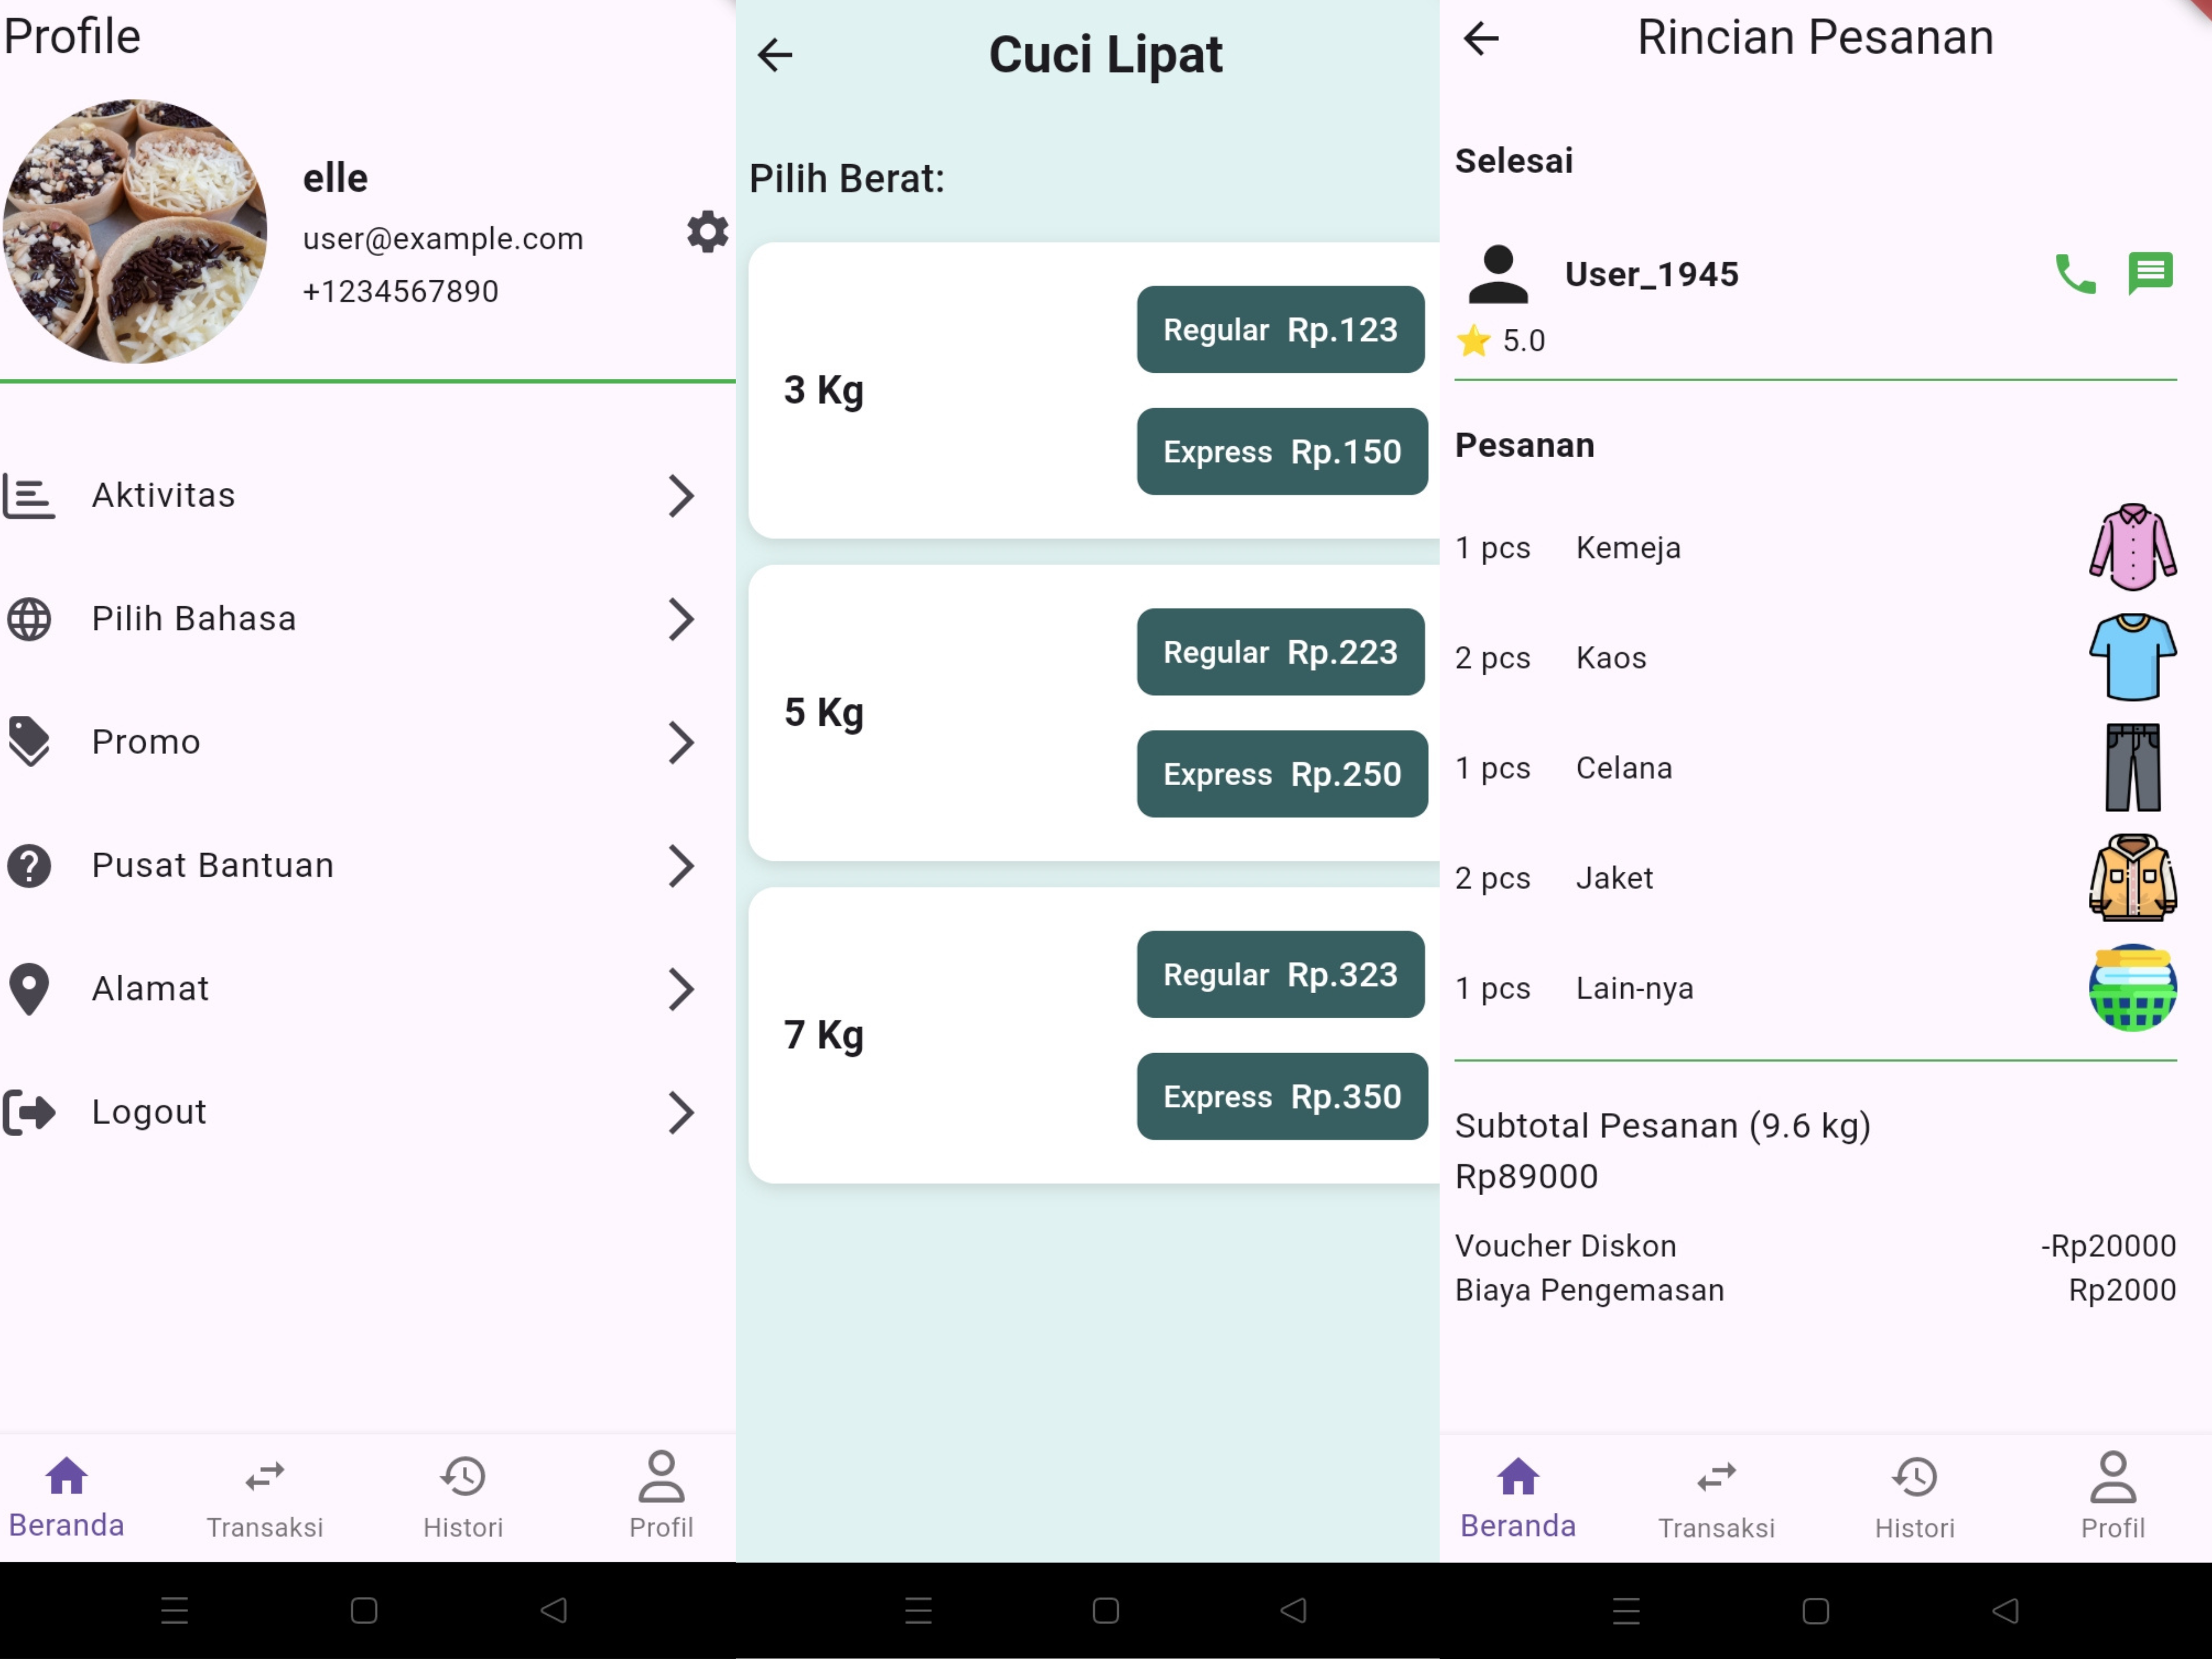 Profile
elle
user@example.com
+1234567890
Aktivitas
Pilih Bahasa
Promo
Pusat Bantuan
Alamat
Logout
Beranda Transaksi Histori Profil
Cuci Lipat
Pilih Berat:
3 Kg
Regular Rp.123
Express Rp.150
5 Kg
Regular Rp.223
Express Rp.250
7 Kg
Regular Rp.323
Express Rp.350
Rincian Pesanan
Selesai
User_1945
5.0
Pesanan
1 pcs Kemeja
2 pcs Kaos
1 pcs Celana
2 pcs Jaket
1 pcs Lain-nya
Subtotal Pesanan (9.6 kg)
Rp89000
Voucher Diskon -Rp20000
Biaya Pengemasan Rp2000
Beranda Transaksi Histori Profil